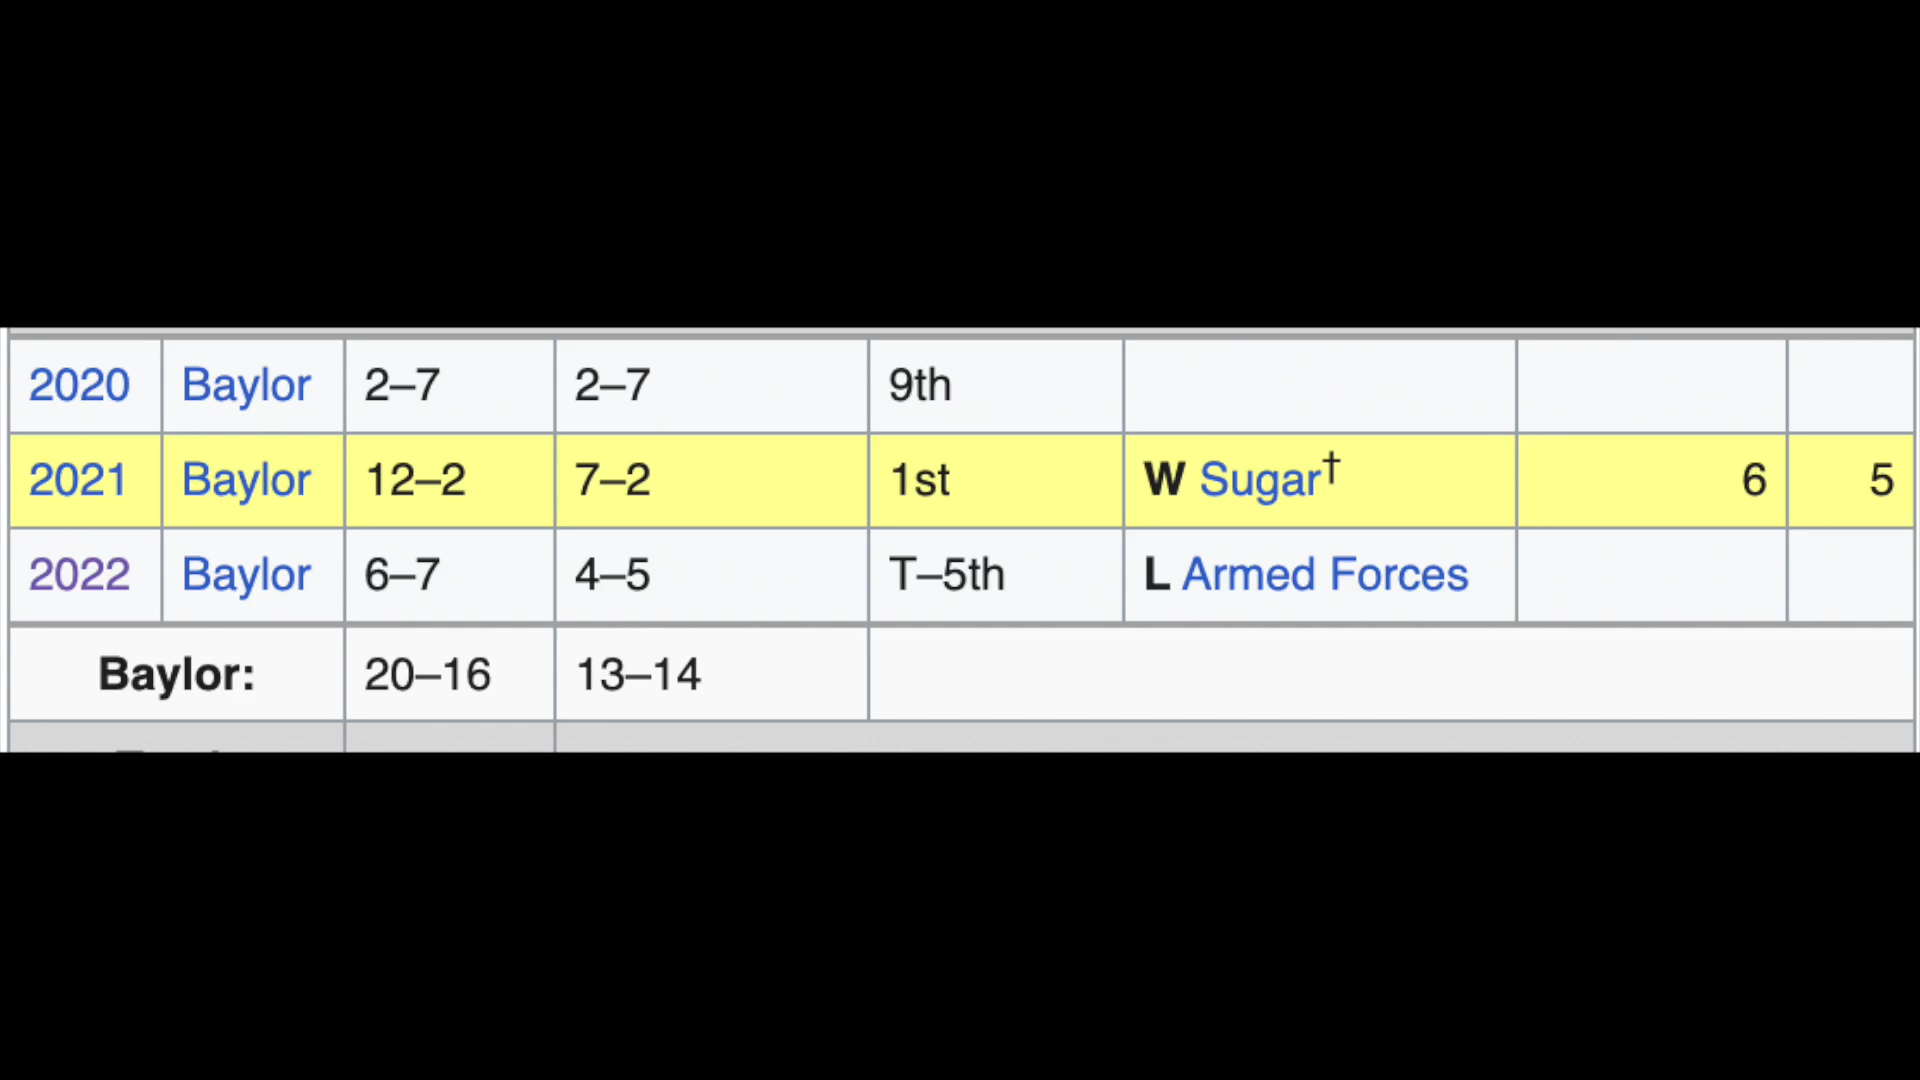 2020 Baylor 2–7 2–7 9th
2021 Baylor 12–2 7–2 1st W Sugar† 6 5
2022 Baylor 6–7 4–5 T–5th L Armed Forces
Baylor: 20–16 13–14